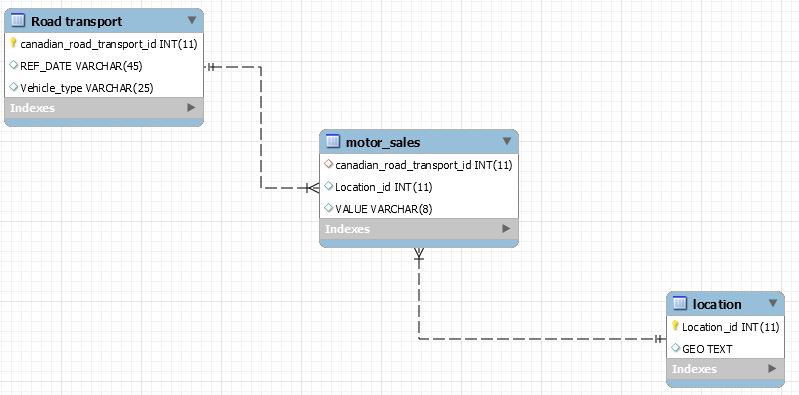 Road transport
canadian_road_transport_id INT(11)
REF_DATE VARCHAR(45)
Vehicle_type VARCHAR(25)
Indexes
motor_sales
canadian_road_transport_id INT(11)
Location_id INT(11)
VALUE VARCHAR(8)
Indexes
location
Location_id INT(11)
GEO TEXT
Indexes